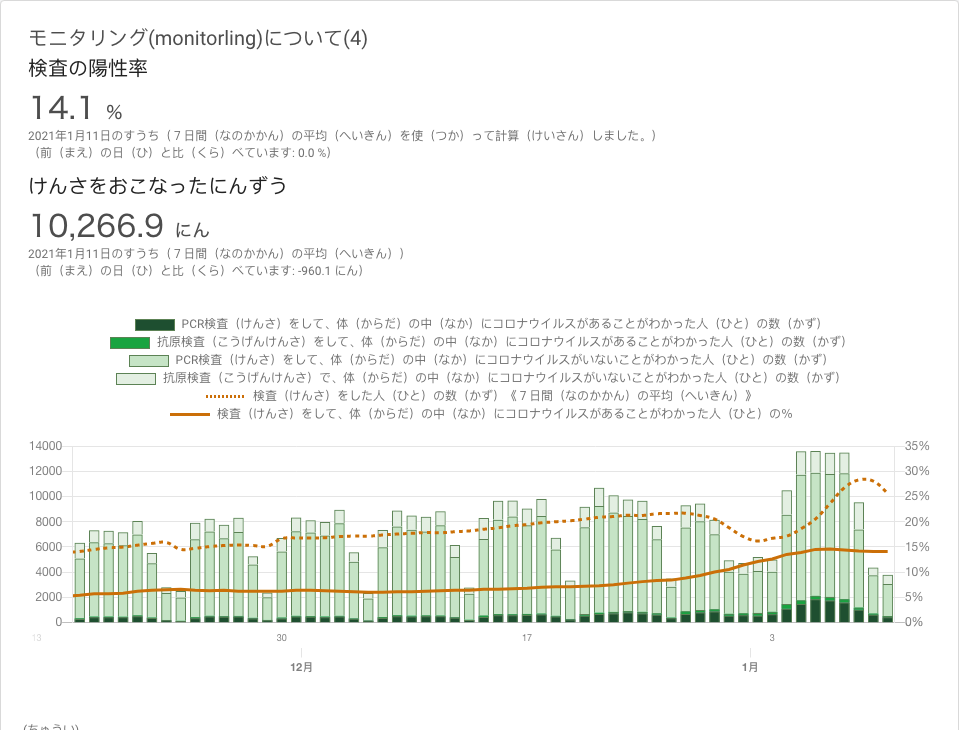 モニタリング(monitorling)について(4)
検査の陽性率
14.1 %
2021年1月11日のすうち（７日間（なのかかん）の平均（へいきん）を使（つか）って計算（けいさん）しました。）
（前（まえ）の日（ひ）と比（くら）べています: 0.0 %）
けんさをおこなったにんずう
10,266.9 にん
2021年1月11日のすうち（７日間（なのかかん）の平均（へいきん））
（前（まえ）の日（ひ）と比（くら）べています: -960.1 にん）
PCR検査（けんさ）をして、体（からだ）の中（なか）にコロナウイルスがあることがわかった人（ひと）の数（かず）
抗原検査（こうげんけんさ）をして、体（からだ）の中（なか）にコロナウイルスがあることがわかった人（ひと）の数（かず）
PCR検査（けんさ）をして、体（からだ）の中（なか）にコロナウイルスがいないことがわかった人（ひと）の数（かず）
抗原検査（こうげんけんさ）で、体（からだ）の中（なか）にコロナウイルスがいないことがわかった人（ひと）の数（かず）
検査（けんさ）をした人（ひと）の数（かず）《７日間（なのかかん）の平均（へいきん）》
検査（けんさ）をして、体（からだ）の中（なか）にコロナウイルスがあることがわかった人（ひと）の％
14000 35%
12000 30%
10000 25%
8000 20%
6000 15%
4000 10%
2000 5%
0 0%
13 30 17 3
12月 1月
(ちゅうい)